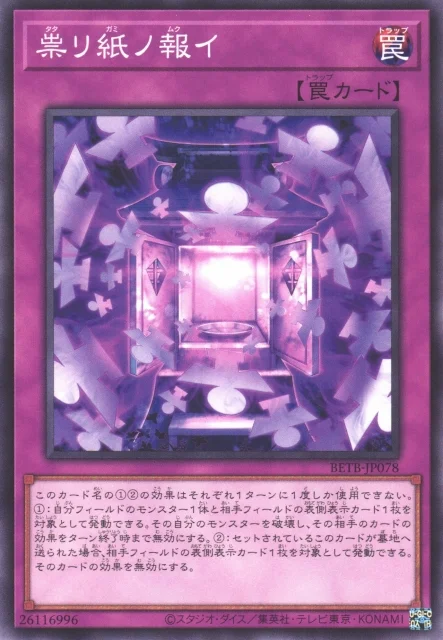 祟リ紙ノ報イ
罠
【罠カード】
BETB-JP078
このカード名の①②の効果はそれぞれ1ターンに1度しか使用できない。
①:自分フィールドのモンスター1体と相手フィールドの表側表示カード1枚を
対象として発動できる。その自分のモンスターを破壊し、その相手のカードの
効果をターン終了時まで無効にする。②:セットされているこのカードが墓地へ
送られた場合、相手フィールドの表側表示カード1枚を対象として発動できる。
そのカードの効果を無効にする。
26116996
©スタジオ・ダイス/集英社・テレビ東京・KONAMI